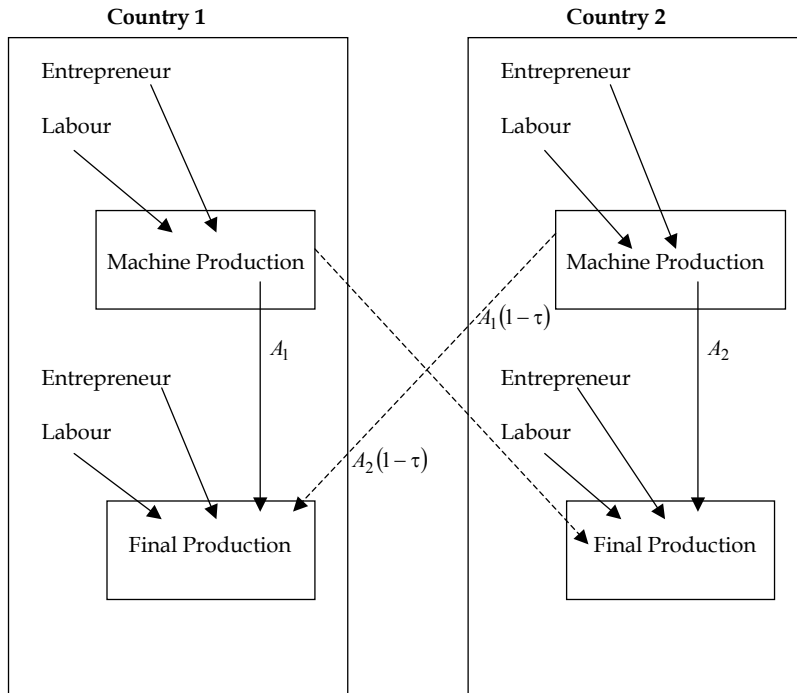 Country 1
Entrepreneur
Labour
Machine Production
A₁
Entrepreneur
Labour
Final Production
A₁(1−τ)
A₂(1−τ)
Country 2
Entrepreneur
Labour
Machine Production
A₂
Entrepreneur
Labour
Final Production